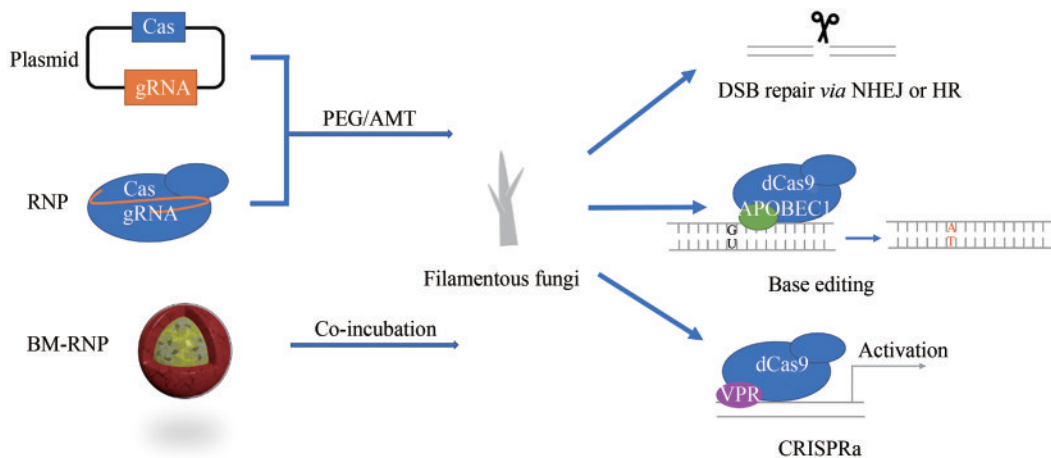 Plasmid
Cas
gRNA
RNP
Cas
gRNA
BM-RNP
PEG/AMT
Co-incubation
Filamentous fungi
DSB repair via NHEJ or HR
dCas9
APOBEC1
G
U
A
T
Base editing
dCas9
VPR
Activation
CRISPRa